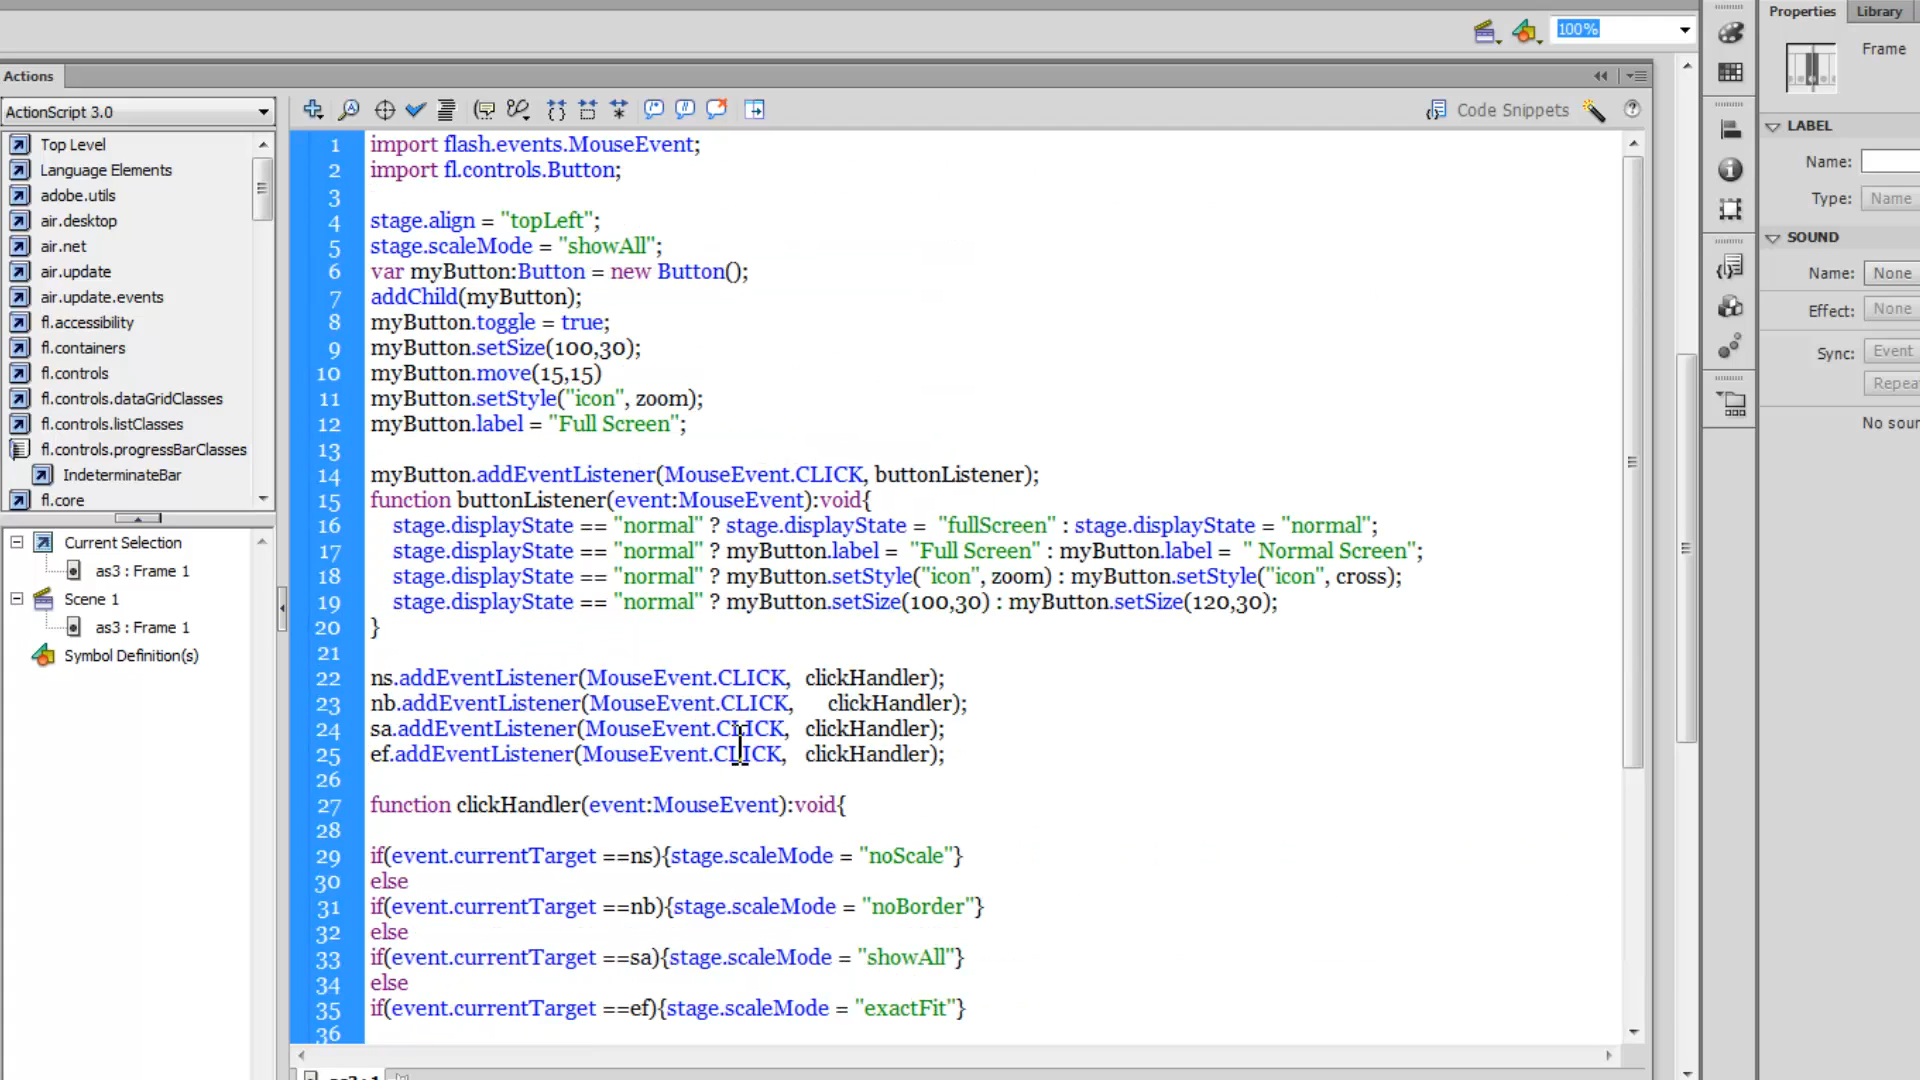 100%
Properties
Library
Frame
Actions
ActionScript 3.0
Code Snippets
Top Level
Language Elements
adobe.utils
air.desktop
air.net
air.update
air.update.events
fl.accessibility
fl.containers
fl.controls
fl.controls.dataGridClasses
fl.controls.listClasses
fl.controls.progressBarClasses
IndeterminateBar
fl.core
Current Selection
as3 : Frame 1
Scene 1
as3 : Frame 1
Symbol Definition(s)
1 import flash.events.MouseEvent;
2 import fl.controls.Button;
3
4 stage.align = "topLeft";
5 stage.scaleMode = "showAll";
6 var myButton:Button = new Button();
7 addChild(myButton);
8 myButton.toggle = true;
9 myButton.setSize(100,30);
10 myButton.move(15,15)
11 myButton.setStyle("icon", zoom);
12 myButton.label = "Full Screen";
13
14 myButton.addEventListener(MouseEvent.CLICK, buttonListener);
15 function buttonListener(event:MouseEvent):void{
16 stage.displayState == "normal" ? stage.displayState = "fullScreen" : stage.displayState = "normal";
17 stage.displayState == "normal" ? myButton.label = "Full Screen" : myButton.label = " Normal Screen";
18 stage.displayState == "normal" ? myButton.setStyle("icon", zoom) : myButton.setStyle("icon", cross);
19 stage.displayState == "normal" ? myButton.setSize(100,30) : myButton.setSize(120,30);
20 }
21
22 ns.addEventListener(MouseEvent.CLICK, clickHandler);
23 nb.addEventListener(MouseEvent.CLICK, clickHandler);
24 sa.addEventListener(MouseEvent.CLICK, clickHandler);
25 ef.addEventListener(MouseEvent.CLICK, clickHandler);
26
27 function clickHandler(event:MouseEvent):void{
28
29 if(event.currentTarget ==ns){stage.scaleMode = "noScale"}
30 else
31 if(event.currentTarget ==nb){stage.scaleMode = "noBorder"}
32 else
33 if(event.currentTarget ==sa){stage.scaleMode = "showAll"}
34 else
35 if(event.currentTarget ==ef){stage.scaleMode = "exactFit"}
36
LABEL
Name:
Type: Name
SOUND
Name: None
Effect: None
Sync: Event
Repea
No sour